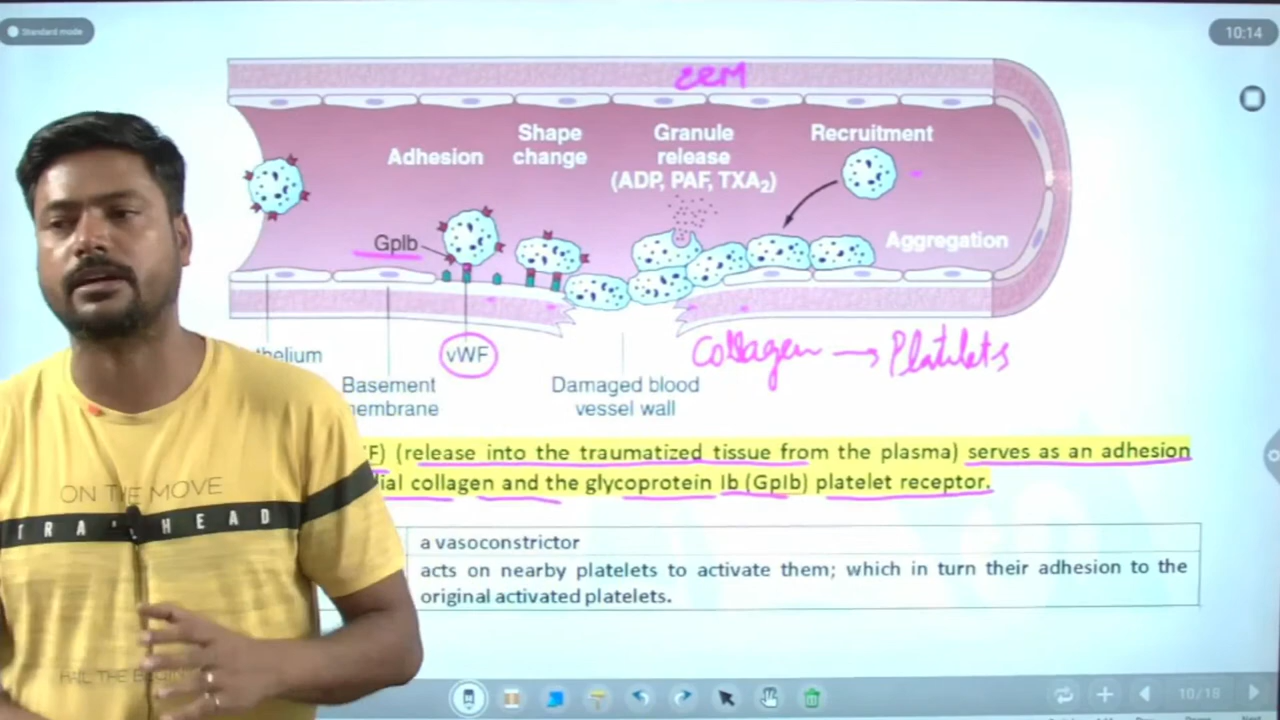 Standard mode
10:14
ECM
Shape change
Granule release (ADP, PAF, TXA₂)
Recruitment
Adhesion
GpIb
Aggregation
thelium
vWF
Collagen → Platelets
Basement
membrane
Damaged blood
vessel wall
F) (release into the traumatized tissue from the plasma) serves as an adhesion
ial collagen and the glycoprotein Ib (GpIb) platelet receptor.
ON THE MOVE
HEAD
a vasoconstrictor
acts on nearby platelets to activate them; which in turn their adhesion to the
original activated platelets.
10/18